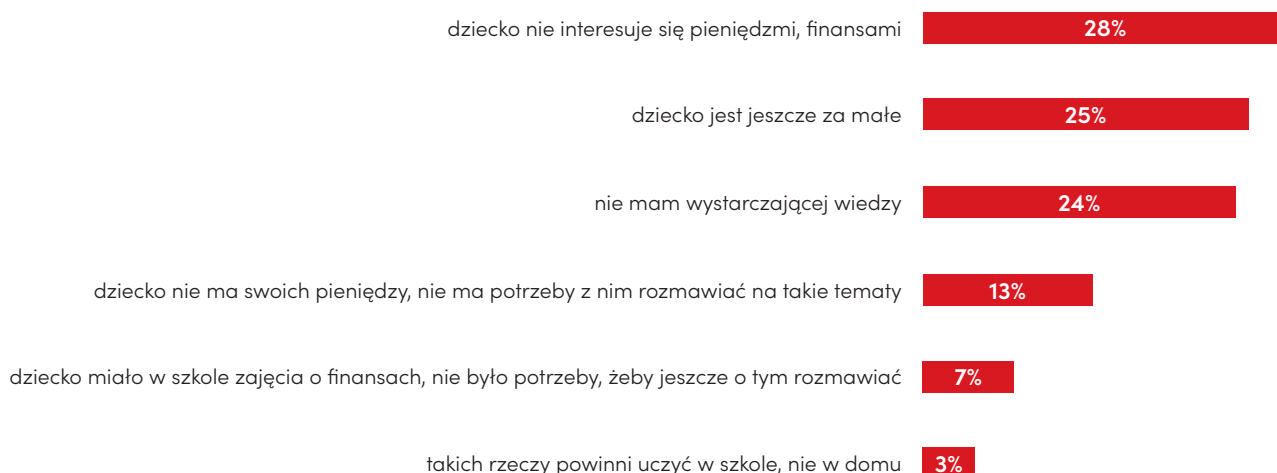 dziecko nie interesuje się pieniędzmi, finansami 28%
dziecko jest jeszcze za małe 25%
nie mam wystarczającej wiedzy 24%
dziecko nie ma swoich pieniędzy, nie ma potrzeby z nim rozmawiać na takie tematy 13%
dziecko miało w szkole zajęcia o finansach, nie było potrzeby, żeby jeszcze o tym rozmawiać 7%
takich rzeczy powinni uczyć w szkole, nie w domu 3%